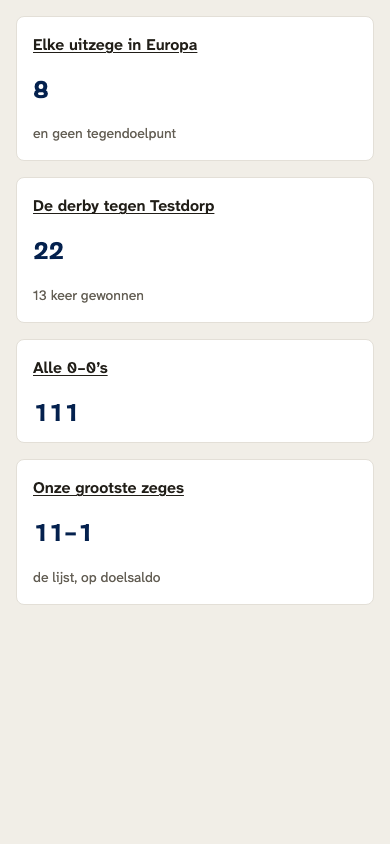 Elke uitzege in Europa
8
en geen tegendoelpunt
De derby tegen Testdorp
22
13 keer gewonnen
Alle 0–0’s
111
Onze grootste zeges
11–1
de lijst, op doelsaldo